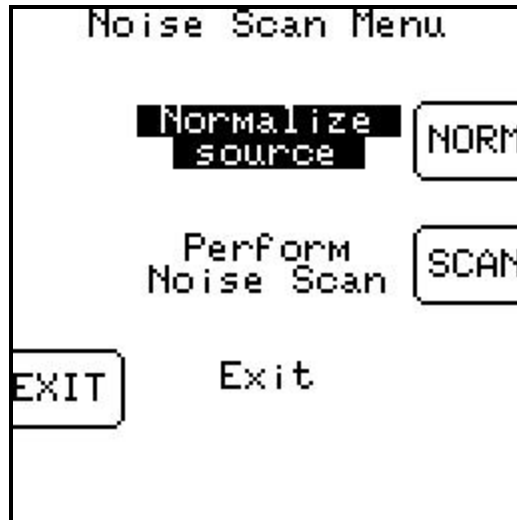 Noise Scan Menu
Normalize
source
NORM
Perform
Noise Scan
SCAN
EXIT
Exit